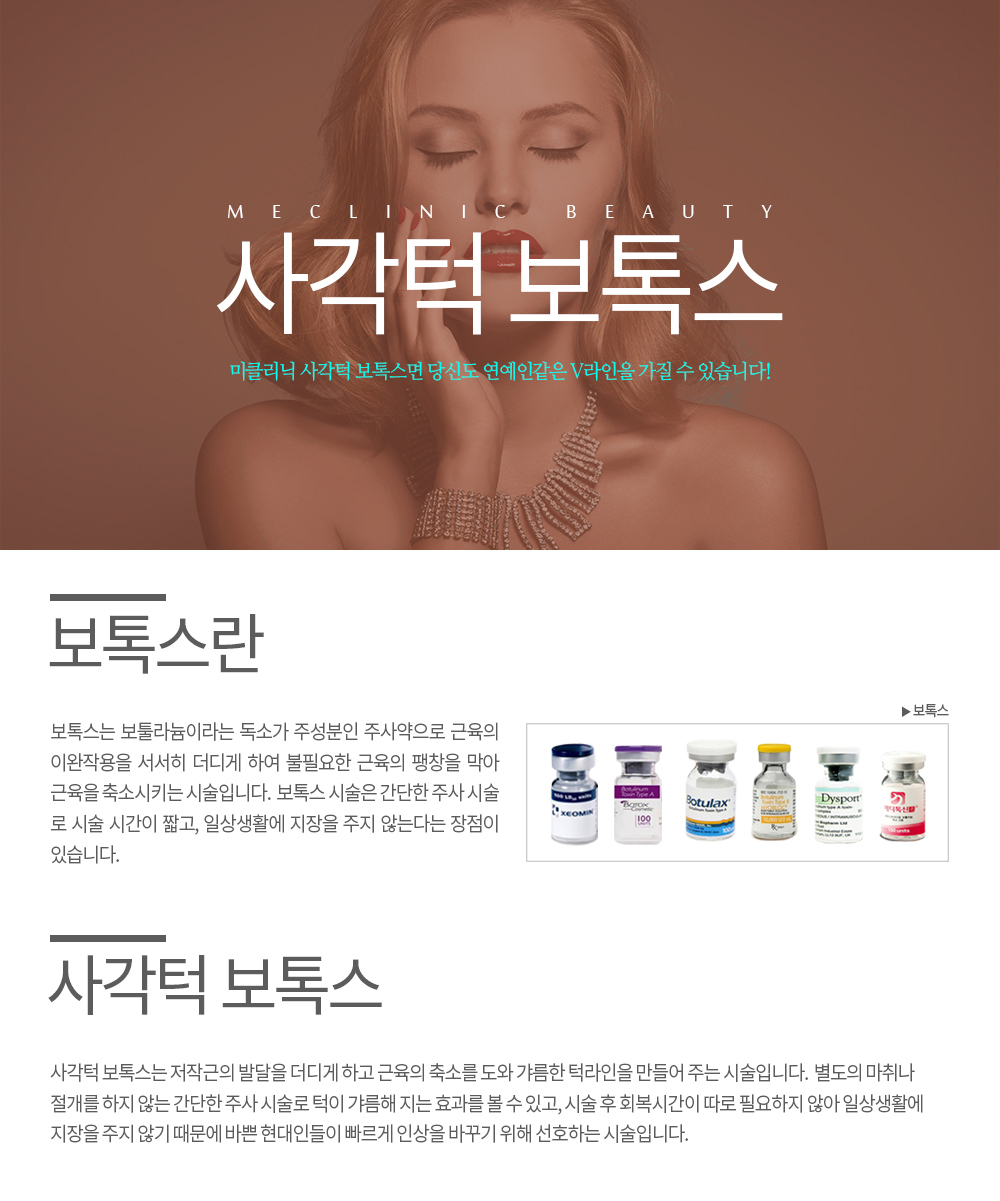 MECLINIC BEAUTY
사각턱 보톡스
미클리닉 사각턱 보톡스면 당신도 연예인같은 V라인을 가질 수 있습니다!
보톡스란
▶보톡스
보톡스는 보툴라늄이라는 독소가 주성분인 주사약으로 근육의
이완작용을 서서히 더디게 하여 불필요한 근육의 팽창을 막아
근육을 축소시키는 시술입니다. 보톡스 시술은 간단한 주사 시술
로 시술 시간이 짧고, 일상생활에 지장을 주지 않는다는 장점이
있습니다.
XEOMIN
Botulinum
Toxin Type A
Botox
Cosmetic
100
UNITS
Botulax
100
Botulinum
Toxin Type
Dysport
메디톡신
100 units
사각턱 보톡스
사각턱 보톡스는 저작근의 발달을 더디게 하고 근육의 축소를 도와 갸름한 턱라인을 만들어 주는 시술입니다. 별도의 마취나
절개를 하지 않는 간단한 주사 시술로 턱이 갸름해 지는 효과를 볼 수 있고, 시술 후 회복시간이 따로 필요하지 않아 일상생활에
지장을 주지 않기 때문에 바쁜 현대인들이 빠르게 인상을 바꾸기 위해 선호하는 시술입니다.